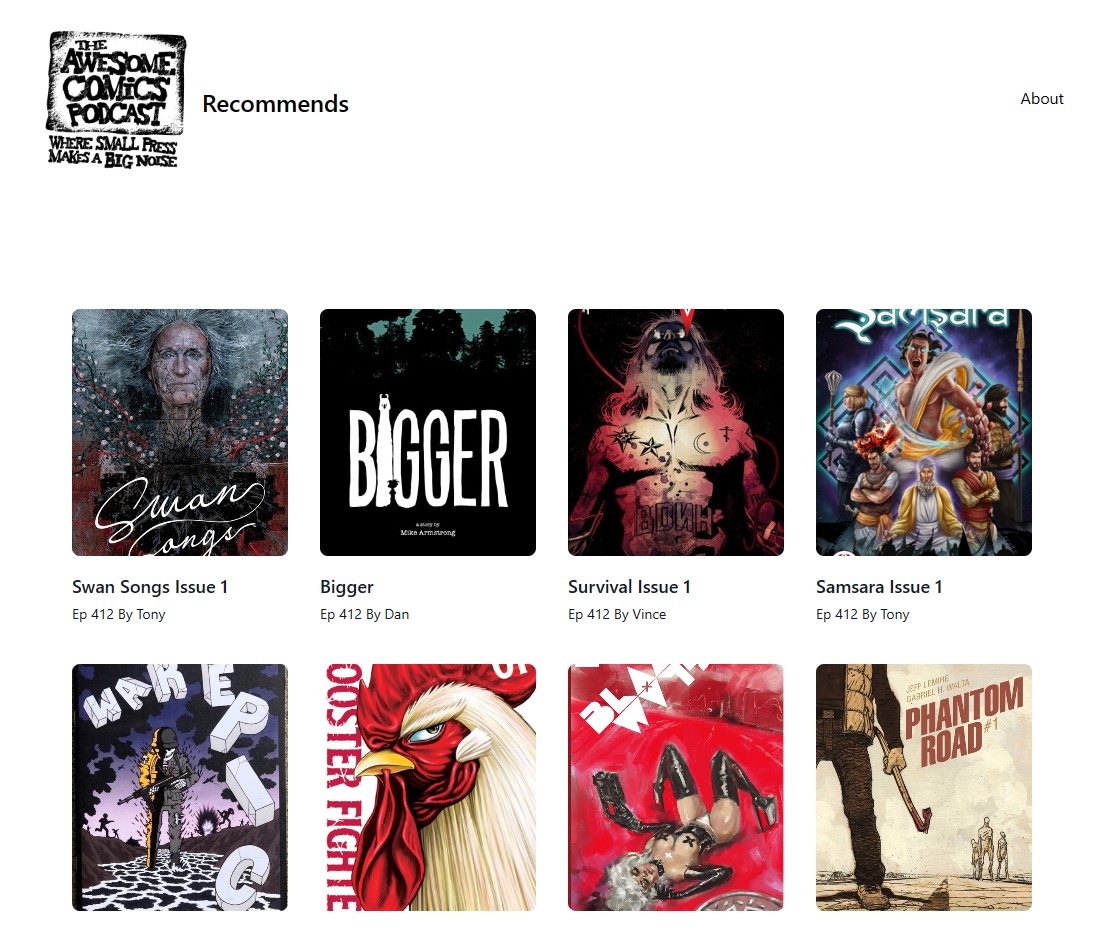 THE
AWESOME
COMICS
PODCAST
WHERE SMALL PRESS
MAKES A BIG NOISE
Recommends
About
Swan
Songs
BIGGER
a story by
Mike Armstrong
ВОИН
Samsara
Swan Songs Issue 1
Bigger
Survival Issue 1
Samsara Issue 1
Ep 412 By Tony
Ep 412 By Dan
Ep 412 By Vince
Ep 412 By Tony
WAR EPIC
OOSTER FIGHTE
JEFF LEMIRE
GABRIEL H. WALTA
PHANTOM
ROAD #1